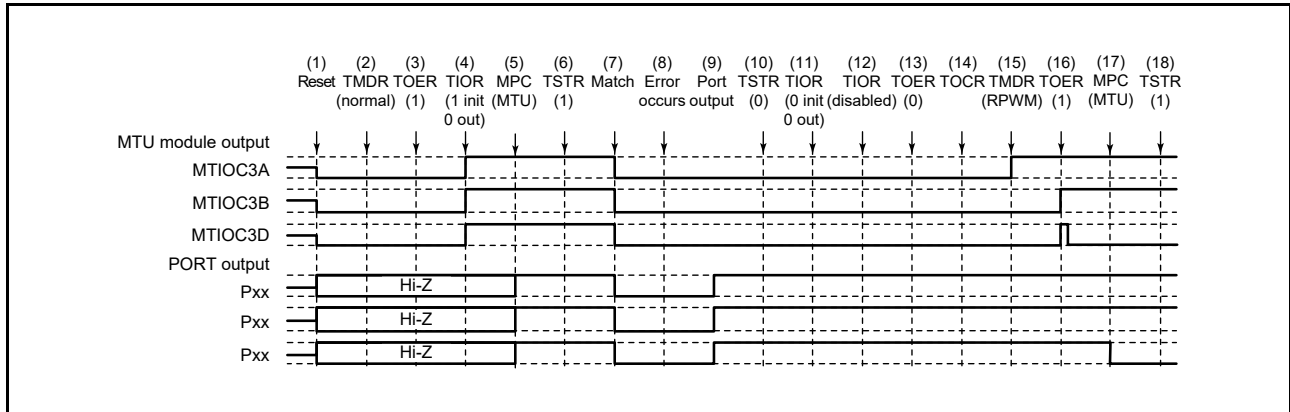 (1) (2) (3) (4) (5) (6) (7) (8) (9) (10) (11) (12) (13) (14) (15) (16) (17) (18)
Reset TMDR TOER TIOR MPC TSTR Match Error Port TSTR TIOR TIOR TOER TOCR TMDR TOER MPC TSTR
(normal) (1) (1 init (MTU) (1) occurs output (0) (0 init (disabled) (0) (RPWM) (1) (MTU) (1)
0 out) 0 out)
MTU module output
MTIOC3A
MTIOC3B
MTIOC3D
PORT output
Pxx Hi-Z
Pxx Hi-Z
Pxx Hi-Z